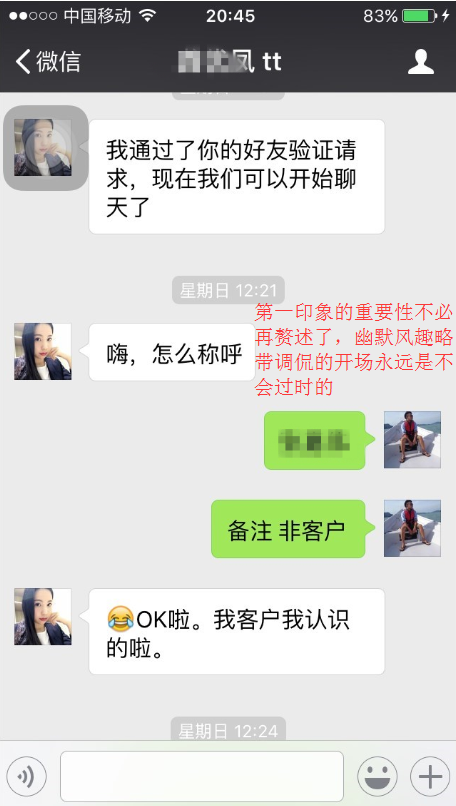 中国移动
20:45
83%
微信
凤 tt
我通过了你的好友验证请
求，现在我们可以开始聊
天了
星期日 12:21
第一印象的重要性不必
再赘述了，幽默风趣略
带调侃的开场永远是不
会过时的
嗨，怎么称呼
备注 非客户
😂OK啦。我客户我认识
的啦。
星期日 12:24